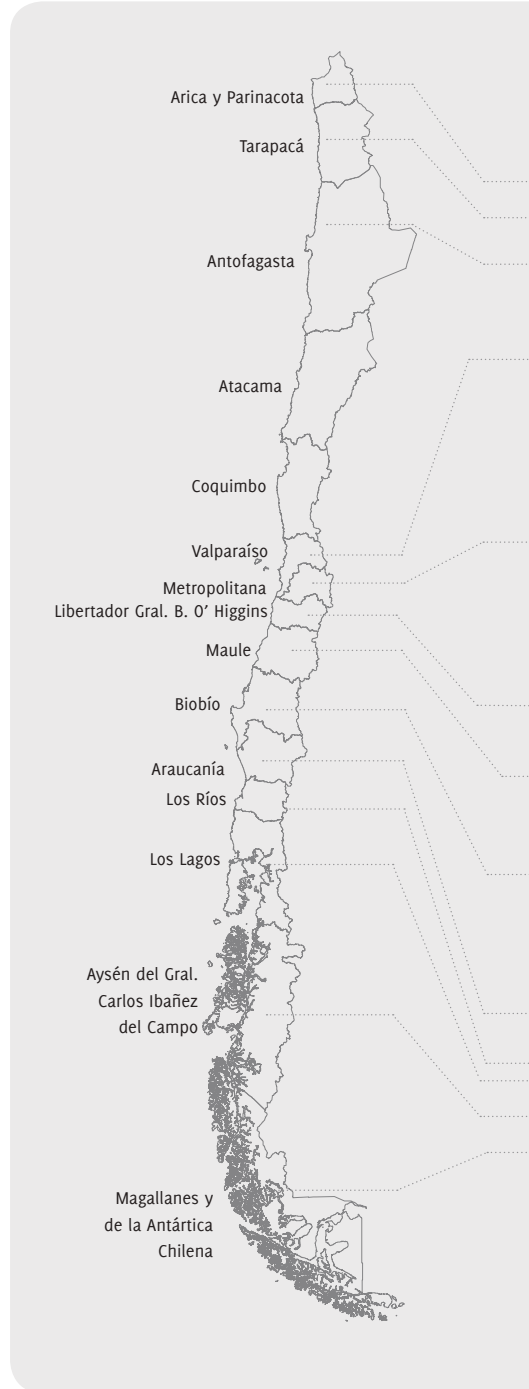 Arica y Parinacota
Tarapacá
Antofagasta
Atacama
Coquimbo
Valparaíso
Metropolitana
Libertador Gral. B. O' Higgins
Maule
Biobío
Araucanía
Los Ríos
Los Lagos
Aysén del Gral.
Carlos Ibañez
del Campo
Magallanes y
de la Antártica
Chilena